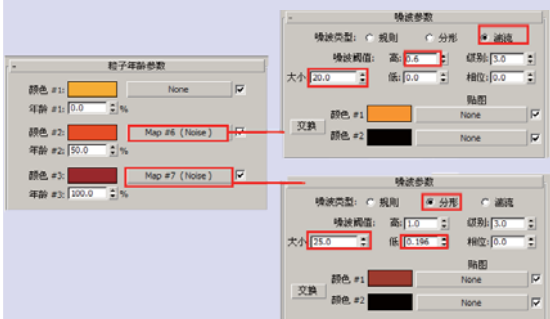 粒子年龄参数
颜色 #1: None
年龄 #1: 0.0 %
颜色 #2: Map #6 (Noise)
年龄 #2: 50.0 %
颜色 #3: Map #7 (Noise)
年龄 #3: 100.0 %
噪波参数
噪波类型: 规则 分形 湍流
噪波阈值: 高: 0.6 级别: 3.0
大小: 20.0 低: 0.0 相位: 0.0
贴图
交换 颜色 #1 None
颜色 #2 None
噪波参数
噪波类型: 规则 分形 湍流
噪波阈值: 高: 1.0 级别: 3.0
大小: 25.0 低: 0.196 相位: 0.0
贴图
交换 颜色 #1 None
颜色 #2 None